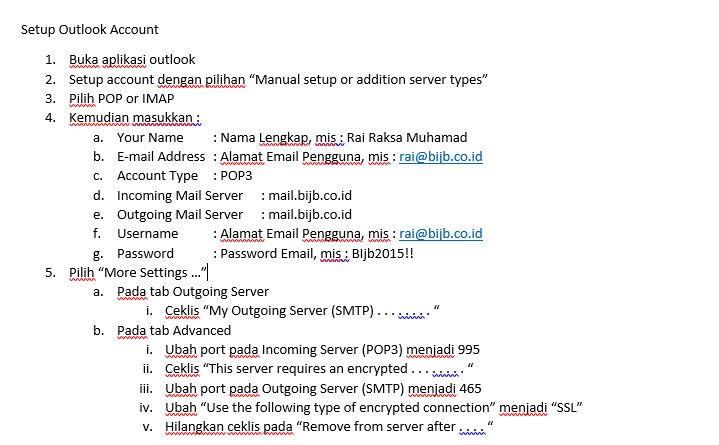 Setup Outlook Account
1. Buka aplikasi outlook
2. Setup account dengan pilihan “Manual setup or addition server types”
3. Pilih POP or IMAP
4. Kemudian masukkan :
a. Your Name : Nama Lengkap, mis : Rai Raksa Muhamad
b. E-mail Address : Alamat Email Pengguna, mis : rai@bijb.co.id
c. Account Type : POP3
d. Incoming Mail Server : mail.bijb.co.id
e. Outgoing Mail Server : mail.bijb.co.id
f. Username : Alamat Email Pengguna, mis : rai@bijb.co.id
g. Password : Password Email, mis : BIjb2015!!
5. Pilih “More Settings ...”
a. Pada tab Outgoing Server
i. Ceklis “My Outgoing Server (SMTP) . . . . . . . . “
b. Pada tab Advanced
i. Ubah port pada Incoming Server (POP3) menjadi 995
ii. Ceklis “This server requires an encrypted . . . . . . . . “
iii. Ubah port pada Outgoing Server (SMTP) menjadi 465
iv. Ubah “Use the following type of encrypted connection” menjadi “SSL”
v. Hilangkan ceklis pada “Remove from server after . . . . “